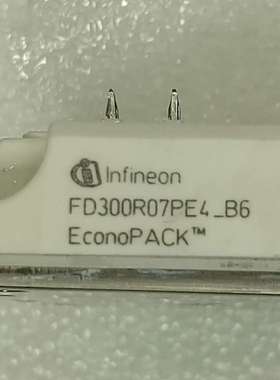 Infineon
FD300R07PE4_B6
EconoPACK™